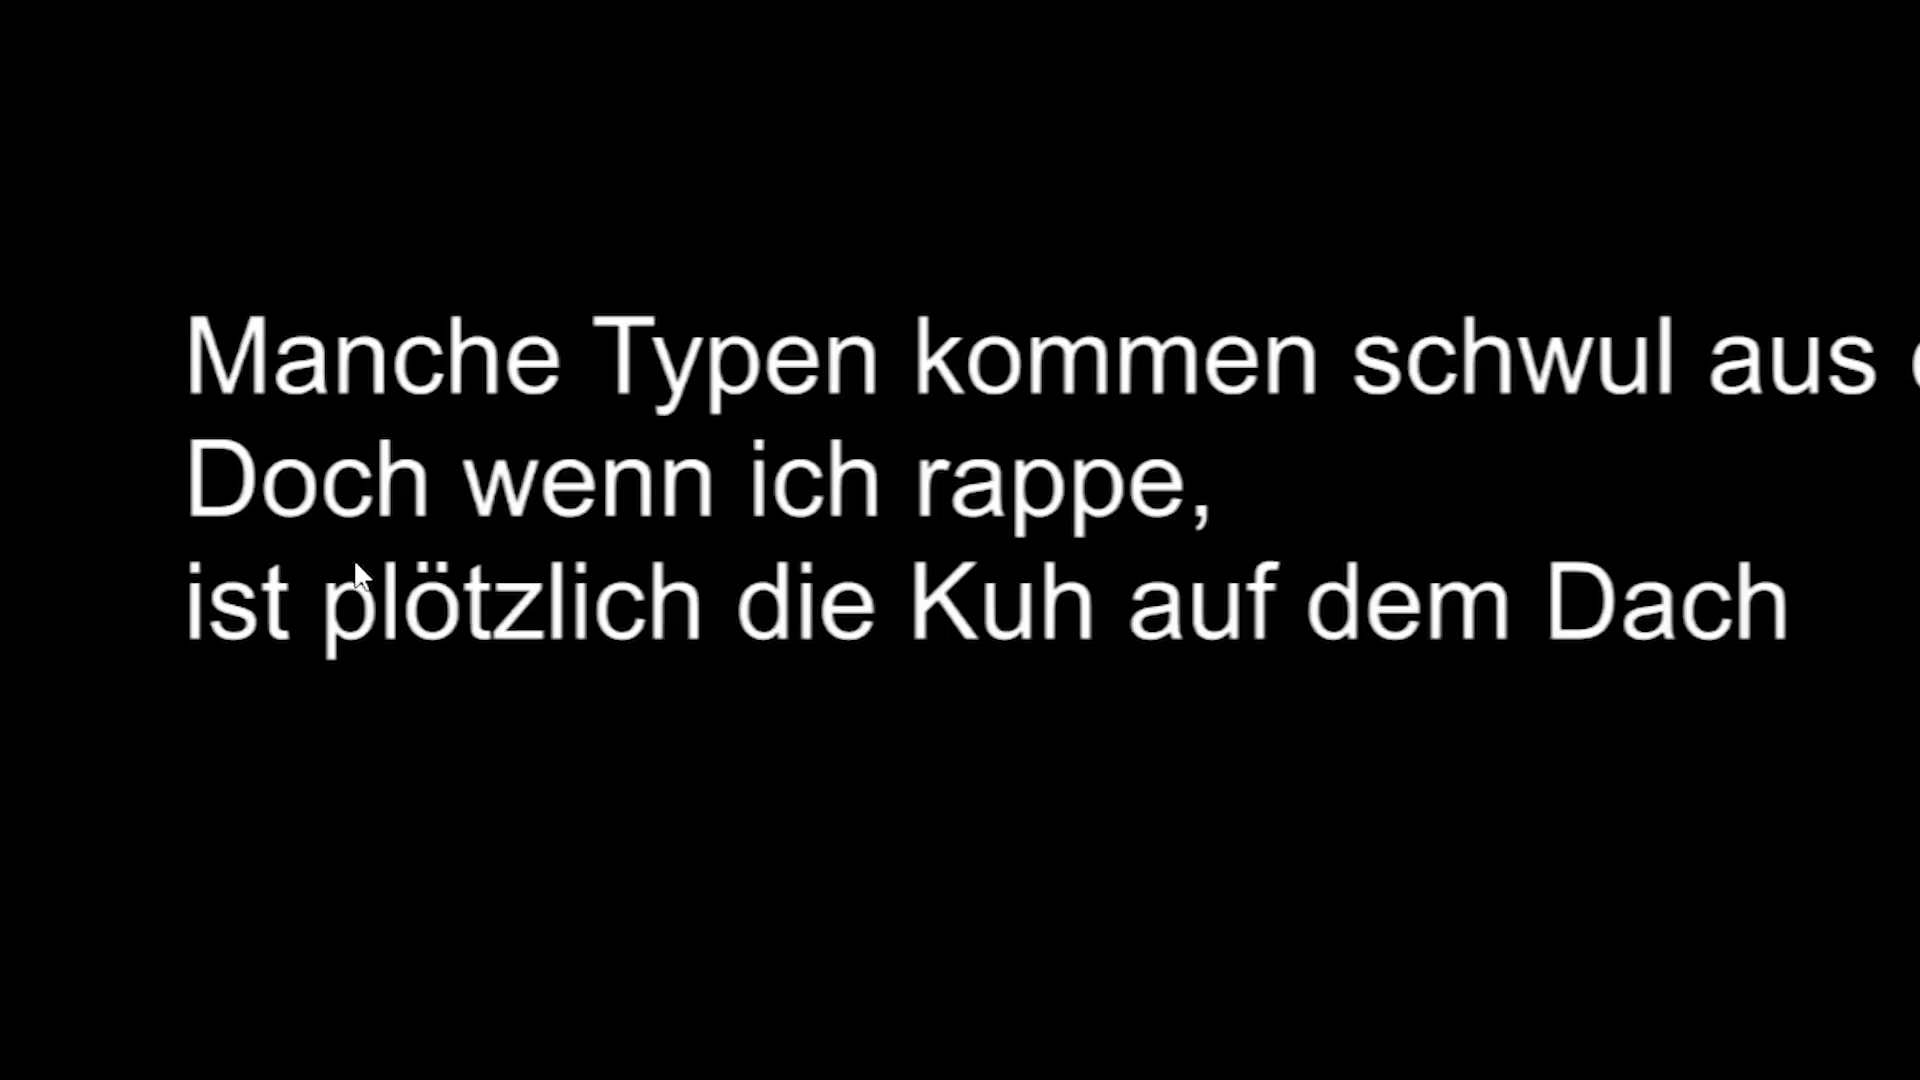 Manche Typen kommen schwul aus
Doch wenn ich rappe,
ist plötzlich die Kuh auf dem Dach